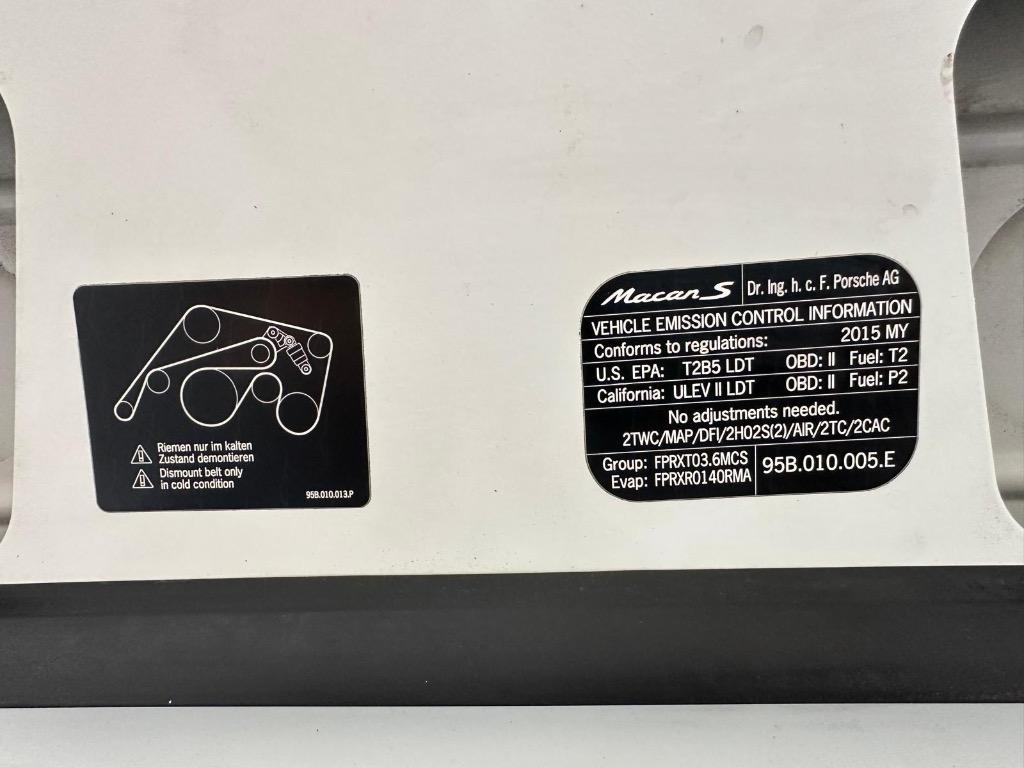 Riemen nur im kalten
Zustand demontieren
Dismount belt only
in cold condition
95B.010.013.P
Macan S
Dr. Ing. h. c. F. Porsche AG
VEHICLE EMISSION CONTROL INFORMATION
Conforms to regulations: 2015 MY
U.S. EPA: T2B5 LDT OBD: II Fuel: T2
California: ULEV II LDT OBD: II Fuel: P2
No adjustments needed.
2TWC/MAP/DFI/2HO2S(2)/AIR/2TC/2CAC
Group: FPRXT03.6MCS
Evap: FPRXR0140RMA
95B.010.005.E